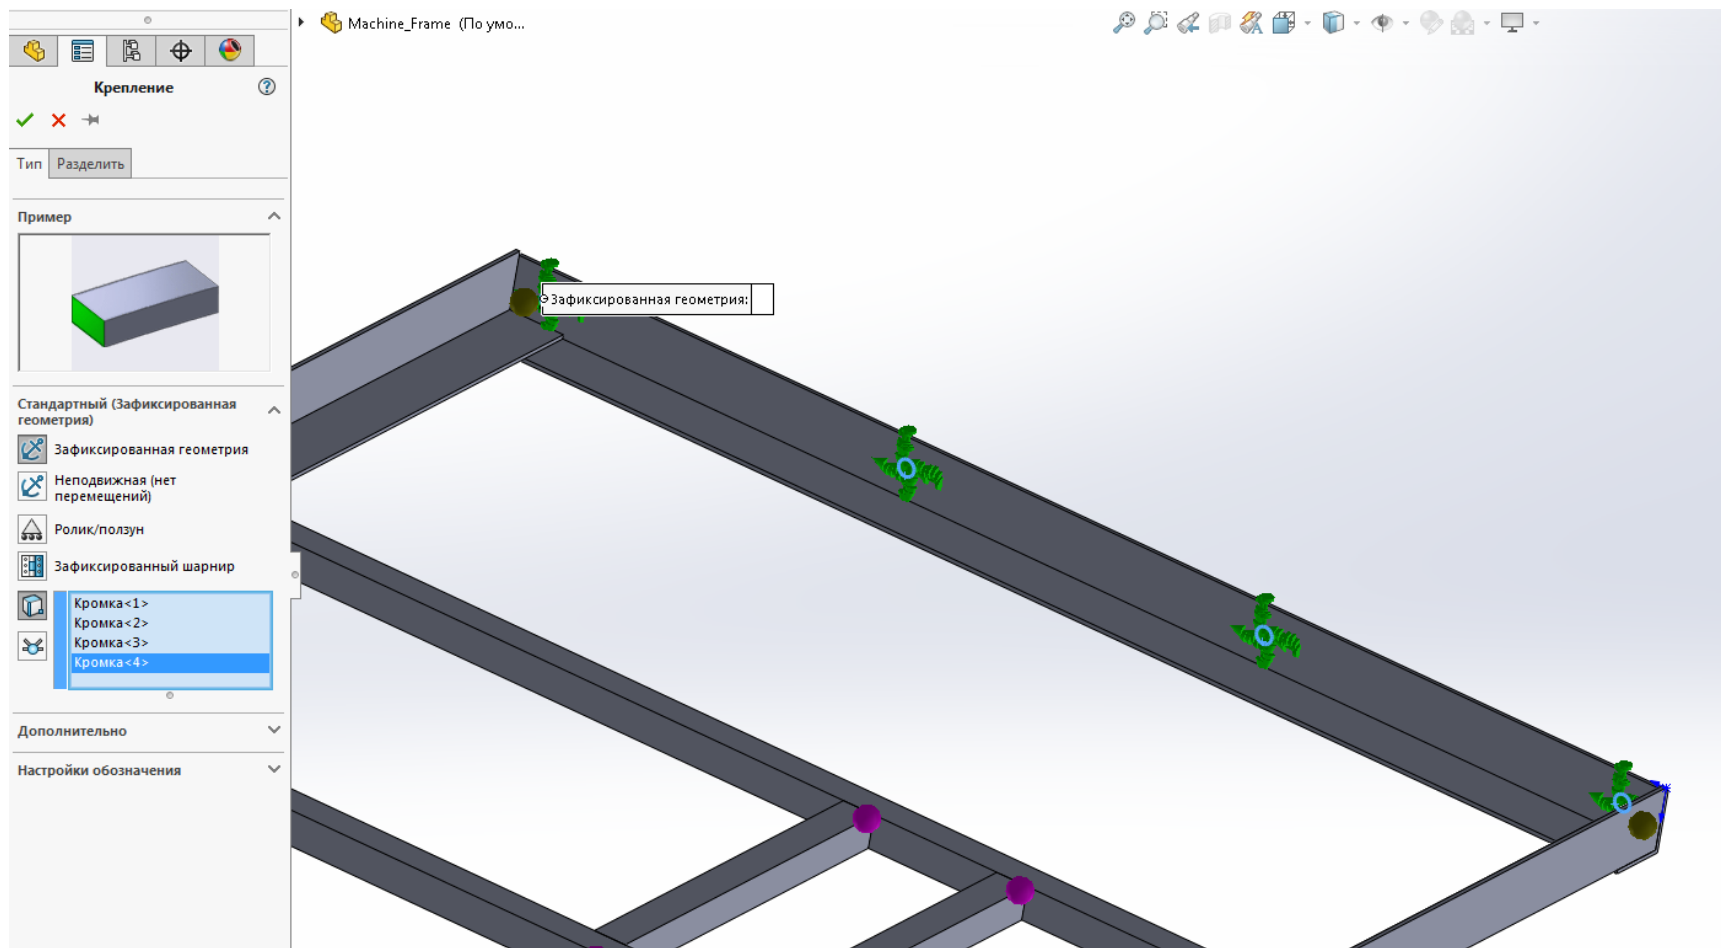 Machine_Frame (По умо...
Крепление
Тип
Разделить
Пример
Зафиксированная геометрия:
Стандартный (Зафиксированная
геометрия)
Зафиксированная геометрия
Неподвижная (нет
перемещений)
Ролик/ползун
Зафиксированный шарнир
Кромка<1>
Кромка<2>
Кромка<3>
Кромка<4>
Дополнительно
Настройки обозначения